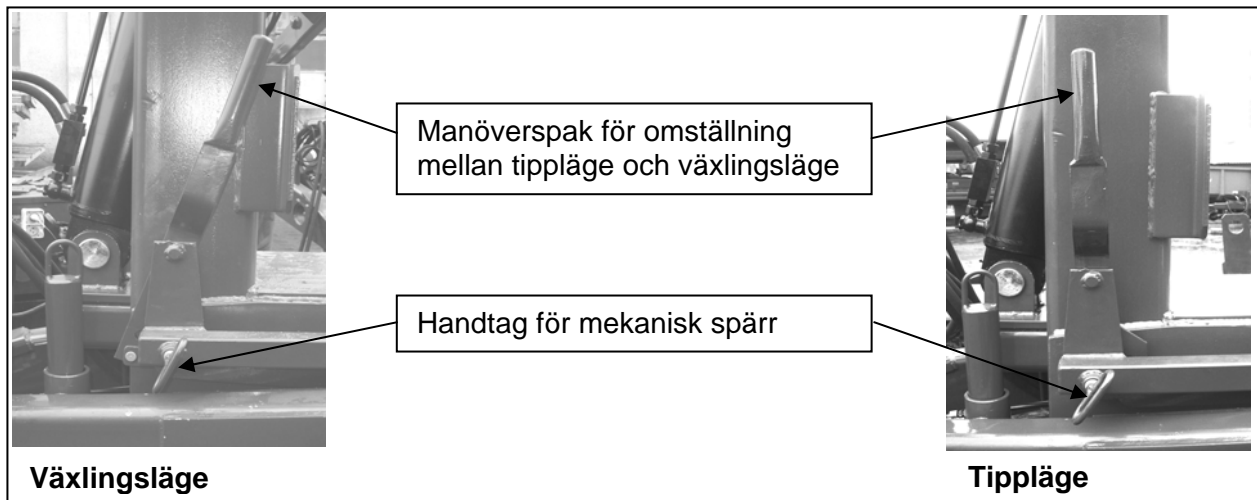 Manöverspak för omställning
mellan tippläge och växlingsläge
Handtag för mekanisk spärr
Växlingsläge
Tippläge